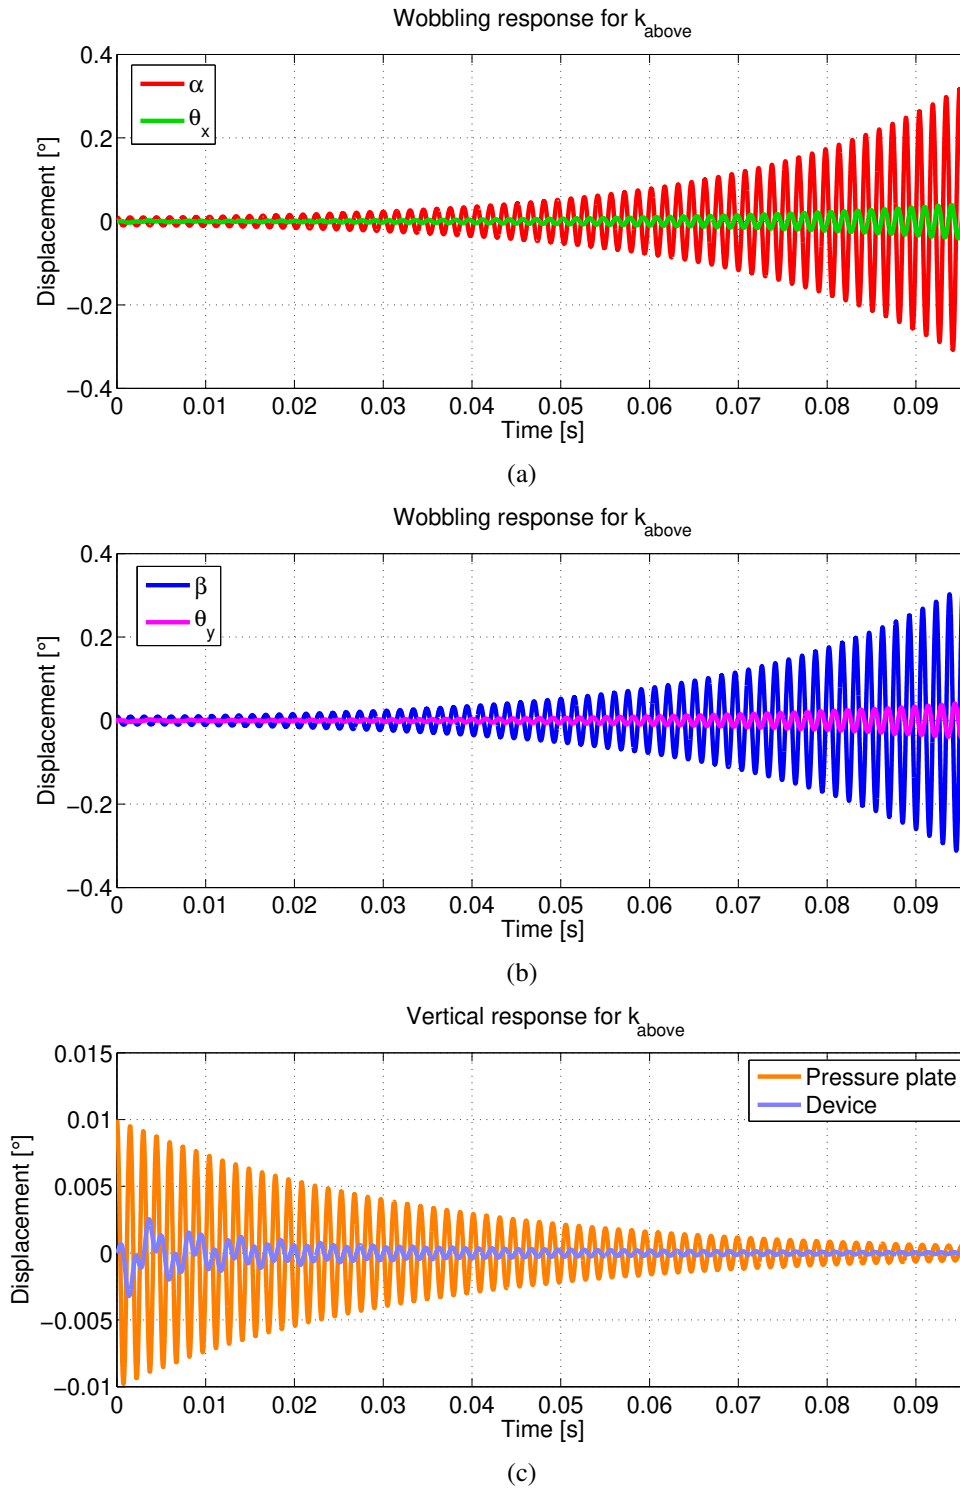 Wobbling response for k_above
α
θ_x
Displacement [°]
0.4
0.2
0
−0.2
−0.4
0 0.01 0.02 0.03 0.04 0.05 0.06 0.07 0.08 0.09
Time [s]
(a)
Wobbling response for k_above
β
θ_y
Displacement [°]
0.4
0.2
0
−0.2
−0.4
0 0.01 0.02 0.03 0.04 0.05 0.06 0.07 0.08 0.09
Time [s]
(b)
Vertical response for k_above
Pressure plate
Device
Displacement [°]
0.015
0.01
0.005
0
−0.005
−0.01
0 0.01 0.02 0.03 0.04 0.05 0.06 0.07 0.08 0.09
Time [s]
(c)